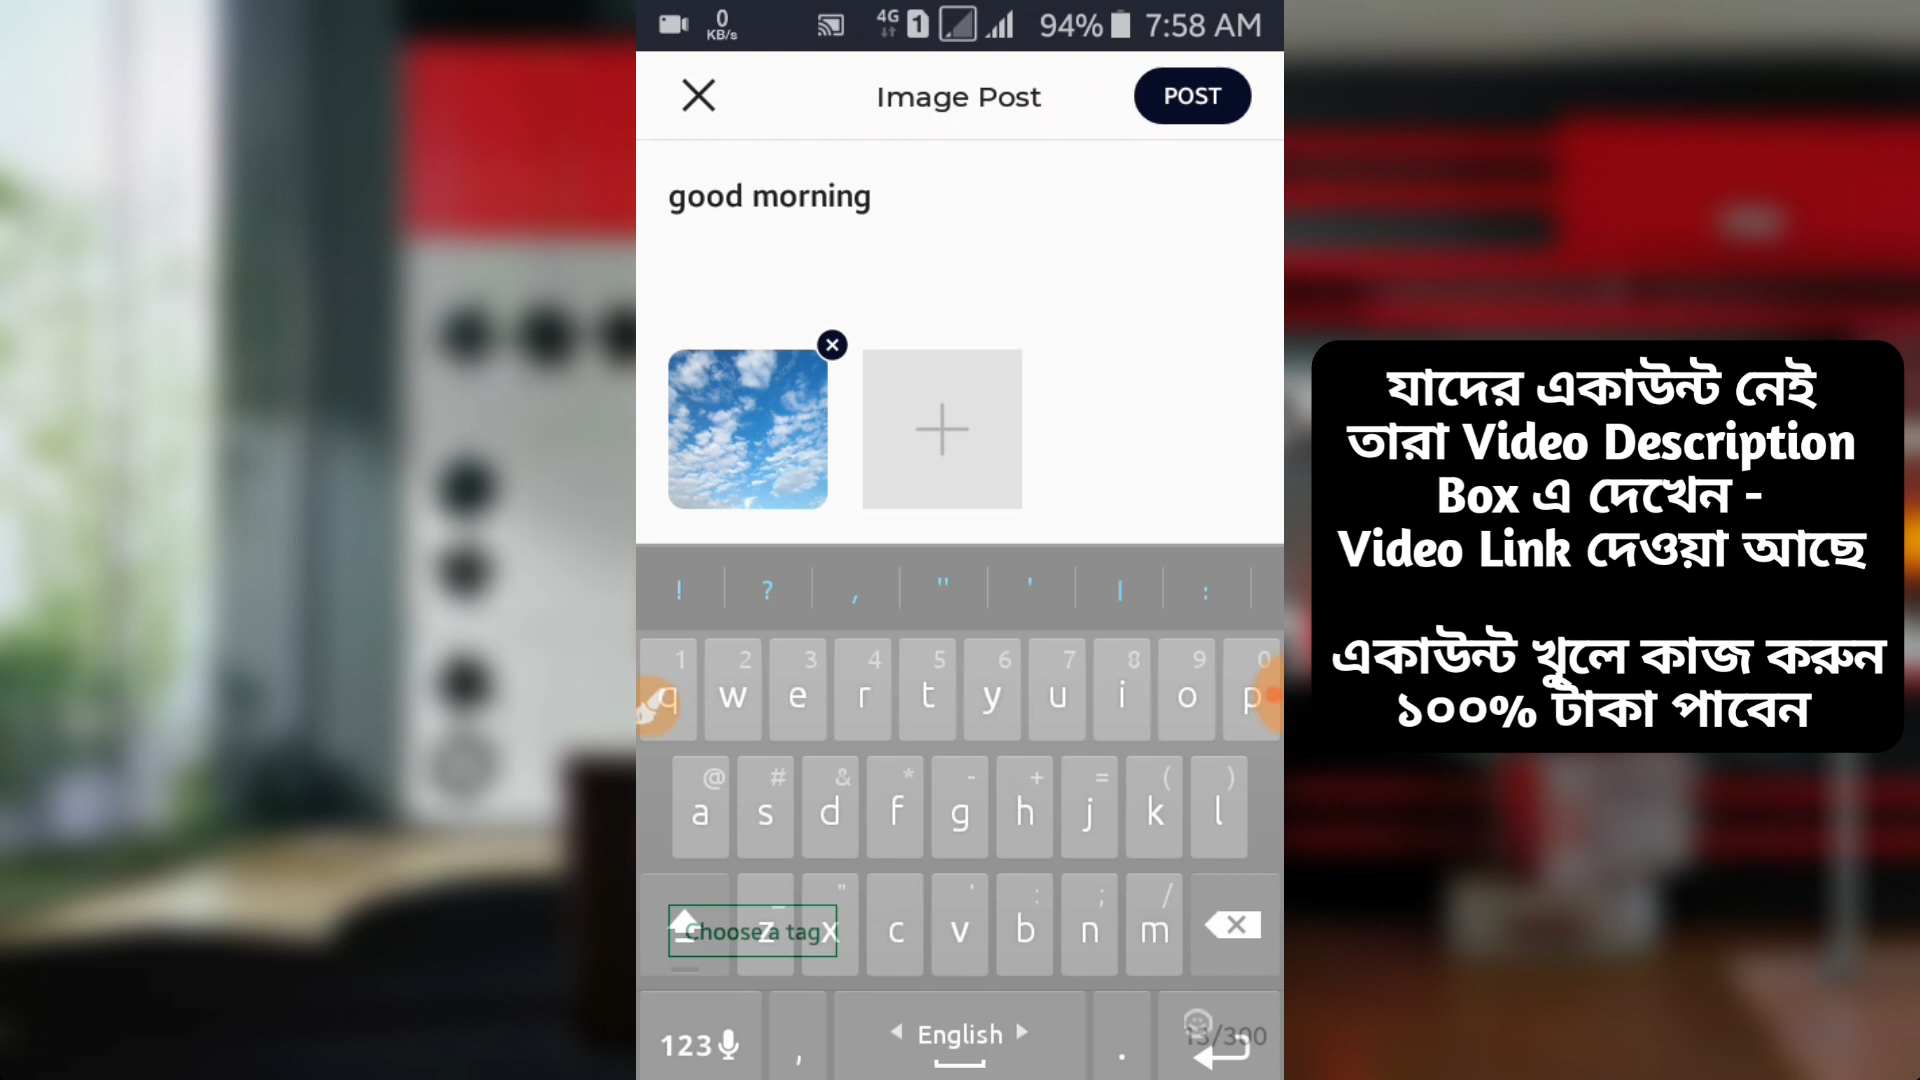 0
KB/s
4G
1
94%
7:58 AM
Image Post
POST
good morning
! ? , " ' | :
1 2 3 4 5 6 7 8 9 0
q w e r t y u i o p
@ # & * - + = ( )
a s d f g h j k l
_ " ' : ; /
z x c v b n m
Choose a tag
123 , English .
13/300
যাদের একাউন্ট নেই
তারা Video Description
Box এ দেখেন -
Video Link দেওয়া আছে
একাউন্ট খুলে কাজ করুন
১০০% টাকা পাবেন